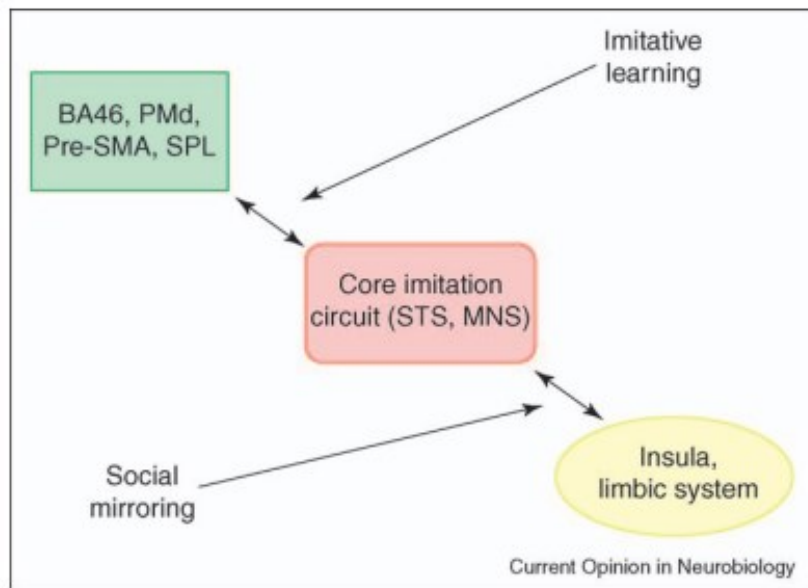 Imitative
learning
BA46, PMd,
Pre-SMA, SPL
Core imitation
circuit (STS, MNS)
Social
mirroring
Insula,
limbic system
Current Opinion in Neurobiology